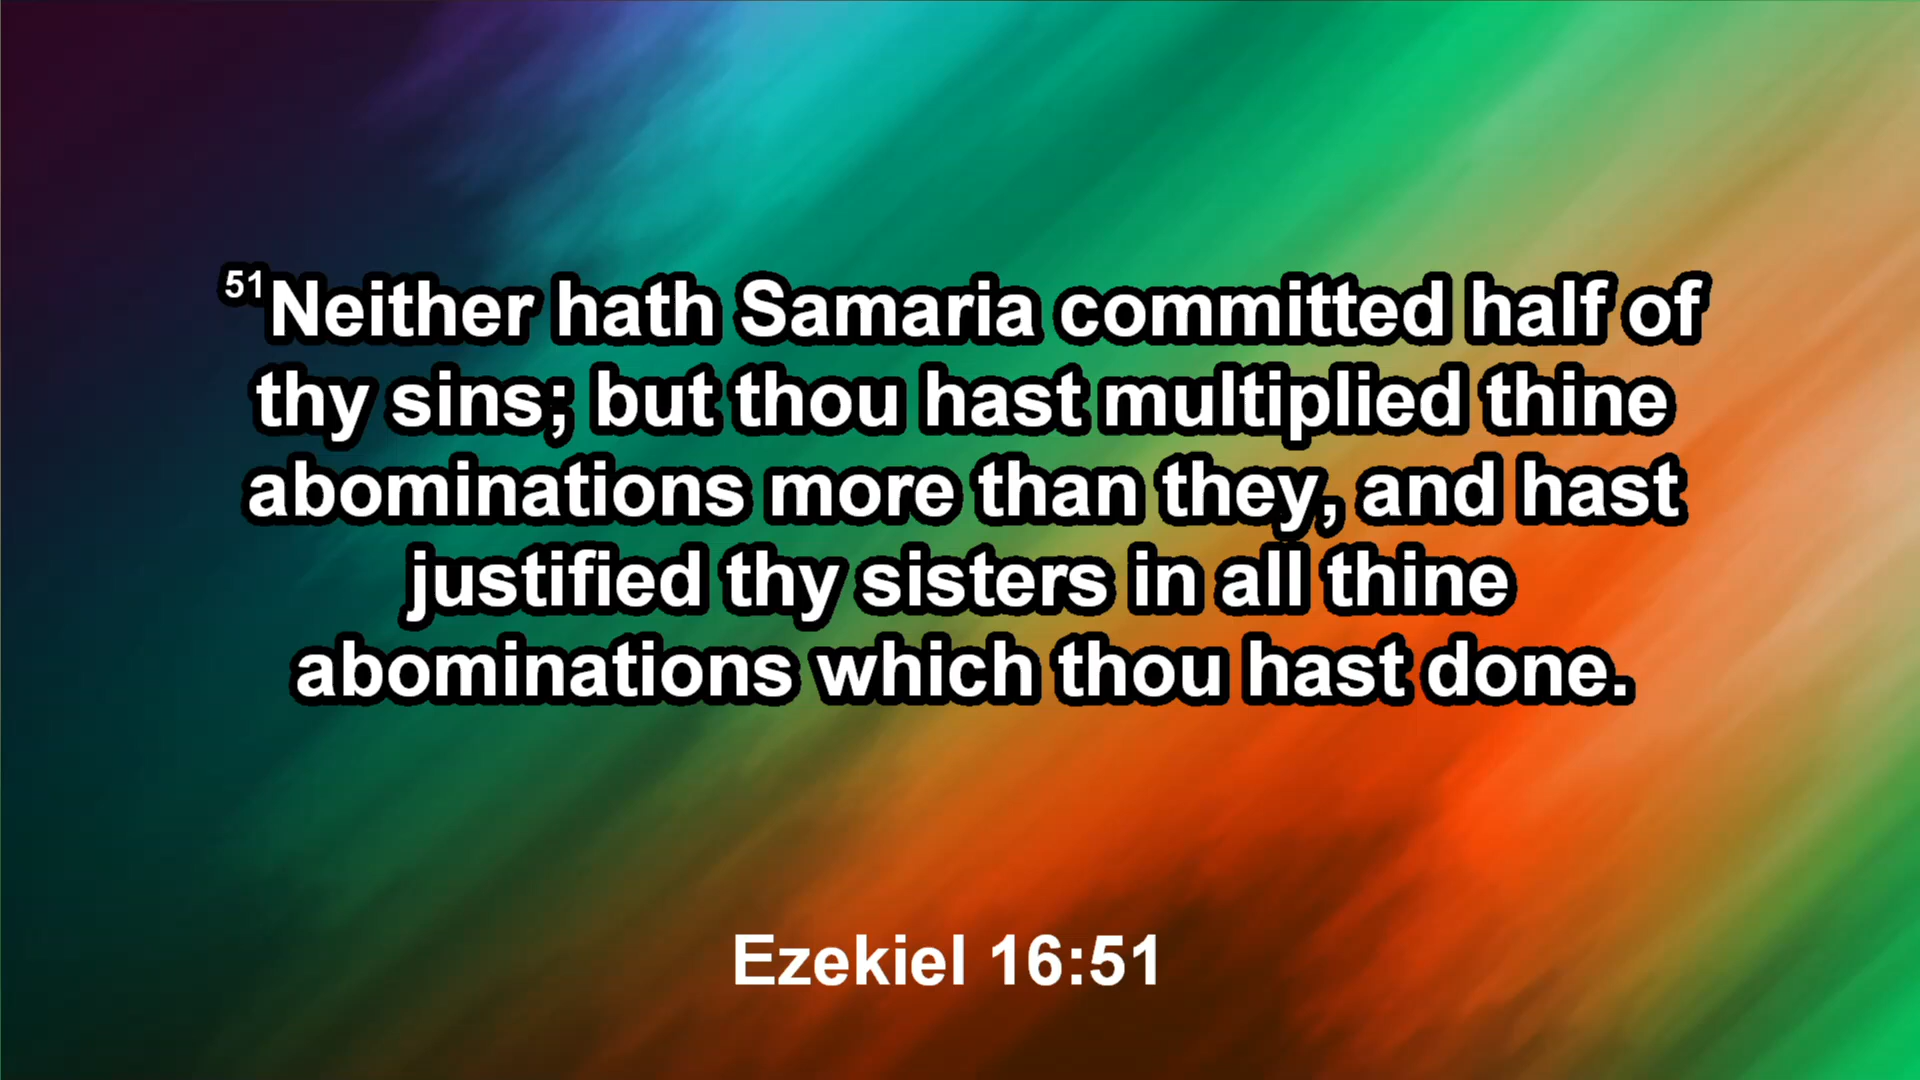 51Neither hath Samaria committed half of
thy sins; but thou hast multiplied thine
abominations more than they, and hast
justified thy sisters in all thine
abominations which thou hast done.
Ezekiel 16:51